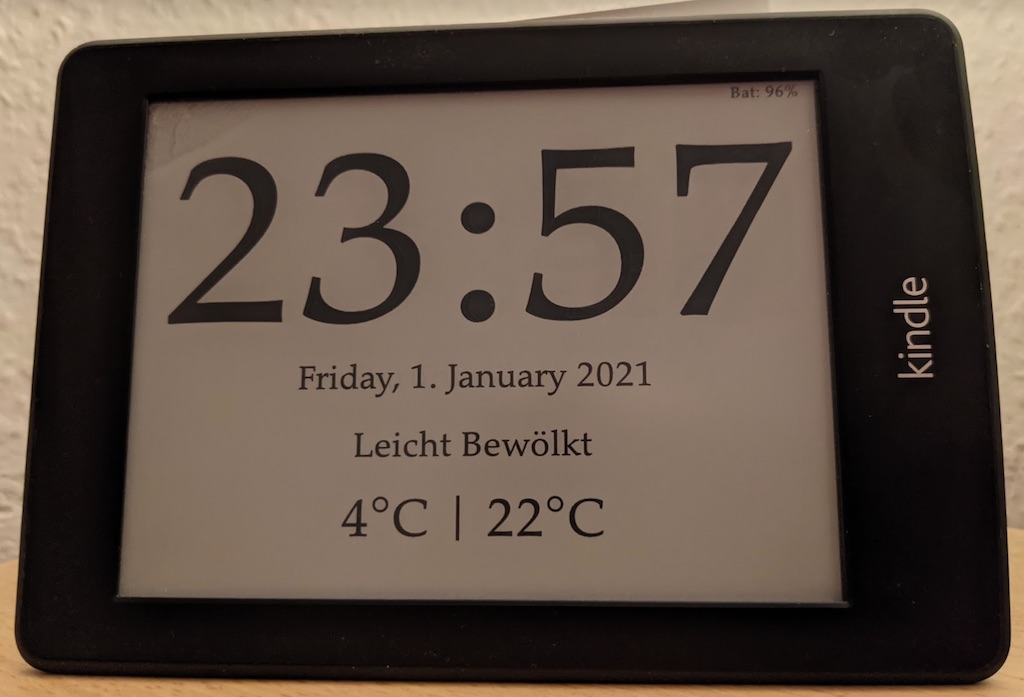 Bat: 96%
23:57
Friday, 1. January 2021
Leicht Bewölkt
4°C | 22°C
kindle